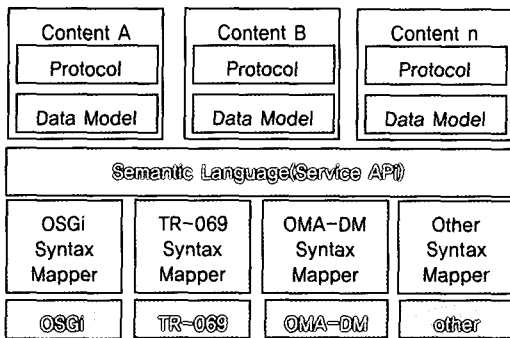 Content A Content B Content n
Protocol Protocol Protocol
Data Model Data Model Data Model
Semantic Language(Service API)
OSGi TR-069 OMA-DM Other
Syntax Syntax Syntax Syntax
Mapper Mapper Mapper Mapper
OSGi TR-069 OMA-DM other